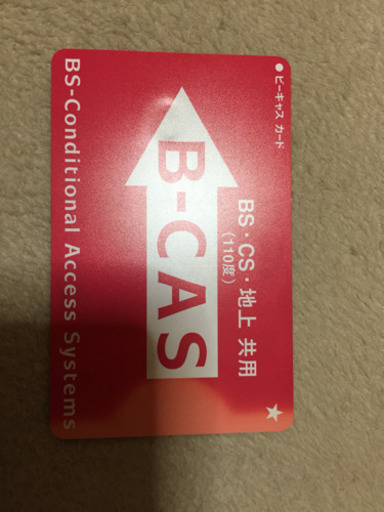 ●ビーキャス カード
BS・CS・地上 共用
(110度)
B-CAS
BS-Conditional Access Systems